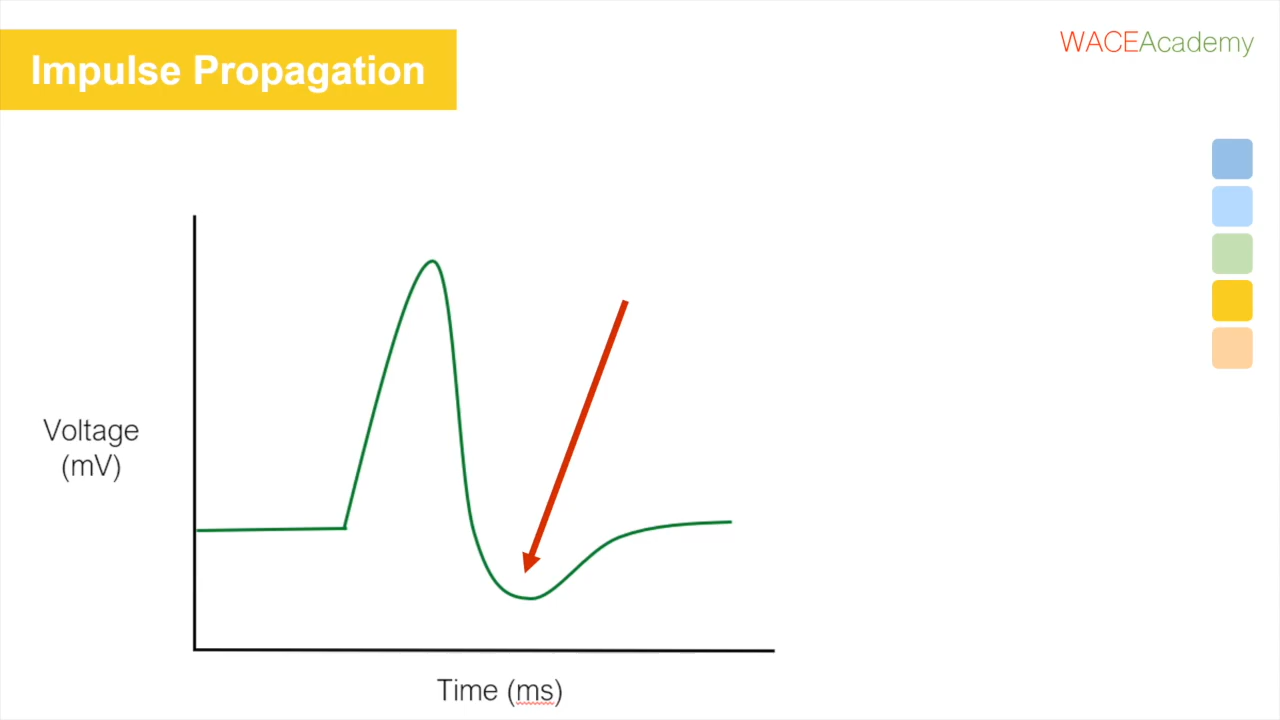 Impulse Propagation
WACEAcademy
Voltage
(mV)
Time (ms)